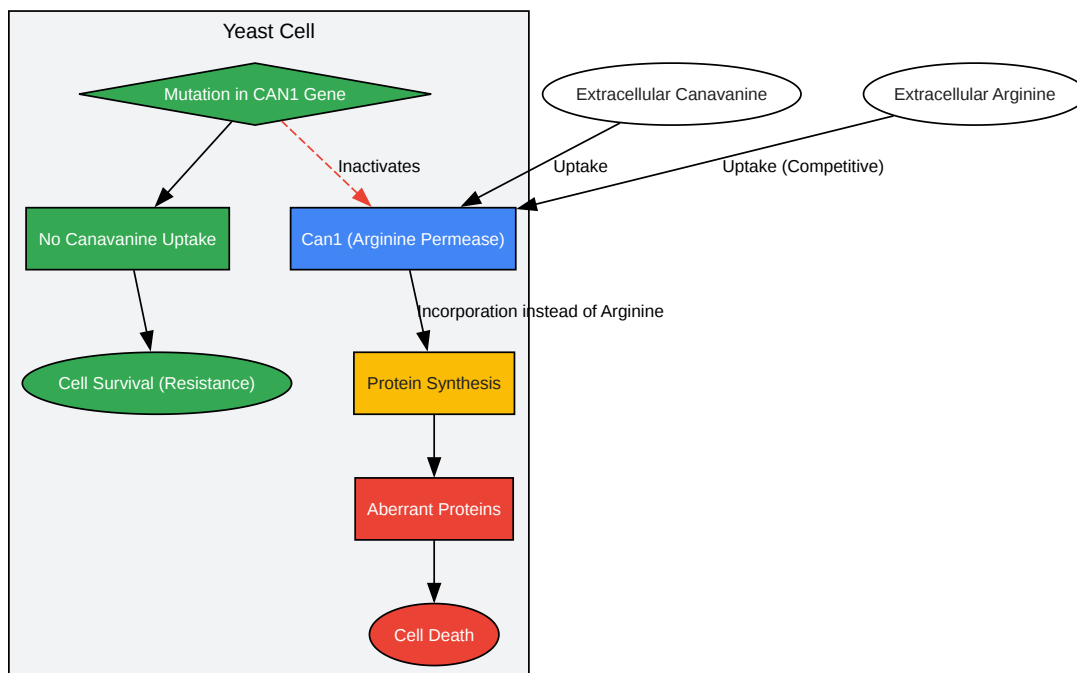 Yeast Cell
Mutation in CAN1 Gene
Extracellular Canavanine
Extracellular Arginine
Inactivates
Uptake
Uptake (Competitive)
No Canavanine Uptake
Can1 (Arginine Permease)
Incorporation instead of Arginine
Cell Survival (Resistance)
Protein Synthesis
Aberrant Proteins
Cell Death